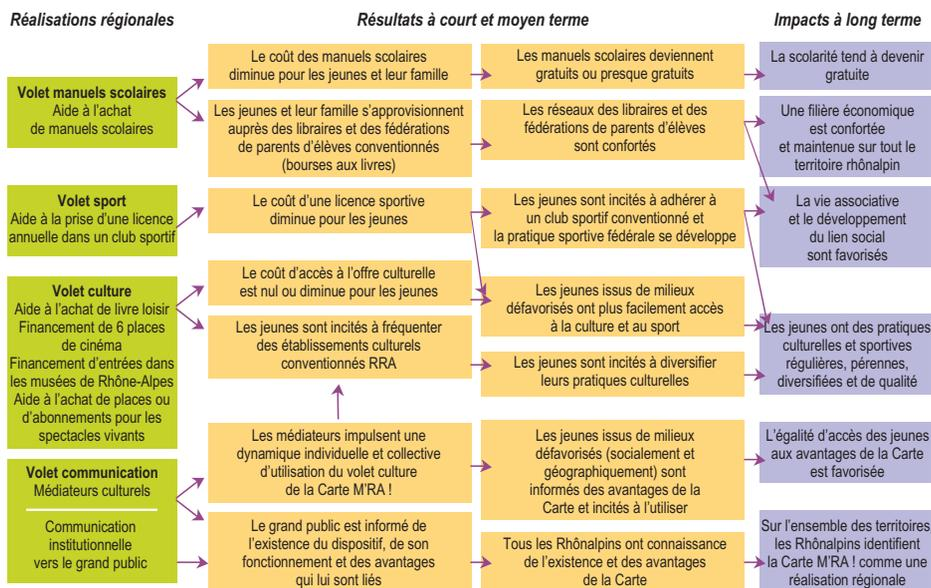 Réalisations régionales
Résultats à court et moyen terme
Impacts à long terme
Volet manuels scolaires
Aide à l'achat
de manuels scolaires
Le coût des manuels scolaires
diminue pour les jeunes et leur famille
Les manuels scolaires deviennent
gratuits ou presque gratuits
La scolarité tend à devenir
gratuite
Les jeunes et leur famille s'approvisionnent
auprès des libraires et des fédérations
de parents d'élèves conventionnés
(bourses aux livres)
Les réseaux des libraires et des
fédérations de parents d'élèves
sont confortés
Une filière économique
est confortée
et maintenue sur tout le
territoire rhônalpin
Volet sport
Aide à la prise d'une licence
annuelle dans un club sportif
Le coût d'une licence sportive
diminue pour les jeunes
Les jeunes sont incités à adhérer à
un club sportif conventionné et
la pratique sportive fédérale se développe
La vie associative
et le développement
du lien social
sont favorisés
Volet culture
Aide à l'achat de livre loisir
Financement de 6 places
de cinéma
Financement d'entrées dans
les musées de Rhône-Alpes
Aide à l'achat de places ou
d'abonnements pour les
spectacles vivants
Le coût d'accès à l'offre culturelle
est nul ou diminue pour les jeunes
Les jeunes issus de milieux
défavorisés ont plus facilement accès
à la culture et au sport
Les jeunes sont incités à fréquenter
des établissements culturels
conventionnés RRA
Les jeunes sont incités à diversifier
leurs pratiques culturelles
Les jeunes ont des pratiques
culturelles et sportives
régulières, pérennes,
diversifiées et de qualité
Volet communication
Médiateurs culturels
Communication
institutionnelle
vers le grand public
Les médiateurs impulsent une
dynamique individuelle et collective
d'utilisation du volet culture
de la Carte M'RA !
Les jeunes issus de milieux
défavorisés (socialement et
géographiquement) sont
informés des avantages de la
Carte et incités à l'utiliser
L'égalité d'accès des jeunes
aux avantages de la Carte
est favorisée
Le grand public est informé de
l'existence du dispositif, de son
fonctionnement et des avantages
qui lui sont liés
Tous les Rhônalpins ont connaissance
de l'existence et des avantages
de la Carte
Sur l'ensemble des territoires
les Rhônalpins identifient
la Carte M'RA ! comme une
réalisation régionale